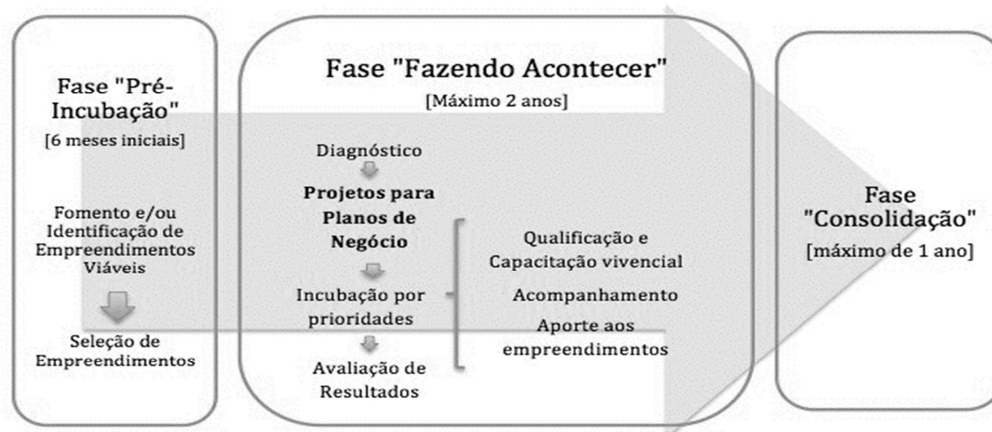 Fase "Pré-
Incubação"
[6 meses iniciais]
Fomento e/ou
Identificação de
Empreendimentos
Viáveis
Seleção de
Empreendimentos
Fase "Fazendo Acontecer"
[Máximo 2 anos]
Diagnóstico
Projetos para
Planos de
Negócio
Incubação por
prioridades
Avaliação de
Resultados
Qualificação e
Capacitação vivencial
Acompanhamento
Aporte aos
empreendimentos
Fase
"Consolidação"
[máximo de 1 ano]